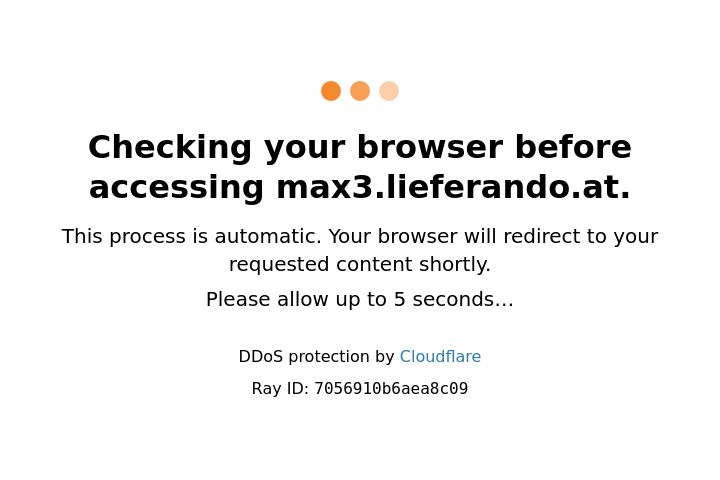 Checking your browser before
accessing max3.lieferando.at.
This process is automatic. Your browser will redirect to your
requested content shortly.
Please allow up to 5 seconds…
DDoS protection by Cloudflare
Ray ID: 7056910b6aea8c09